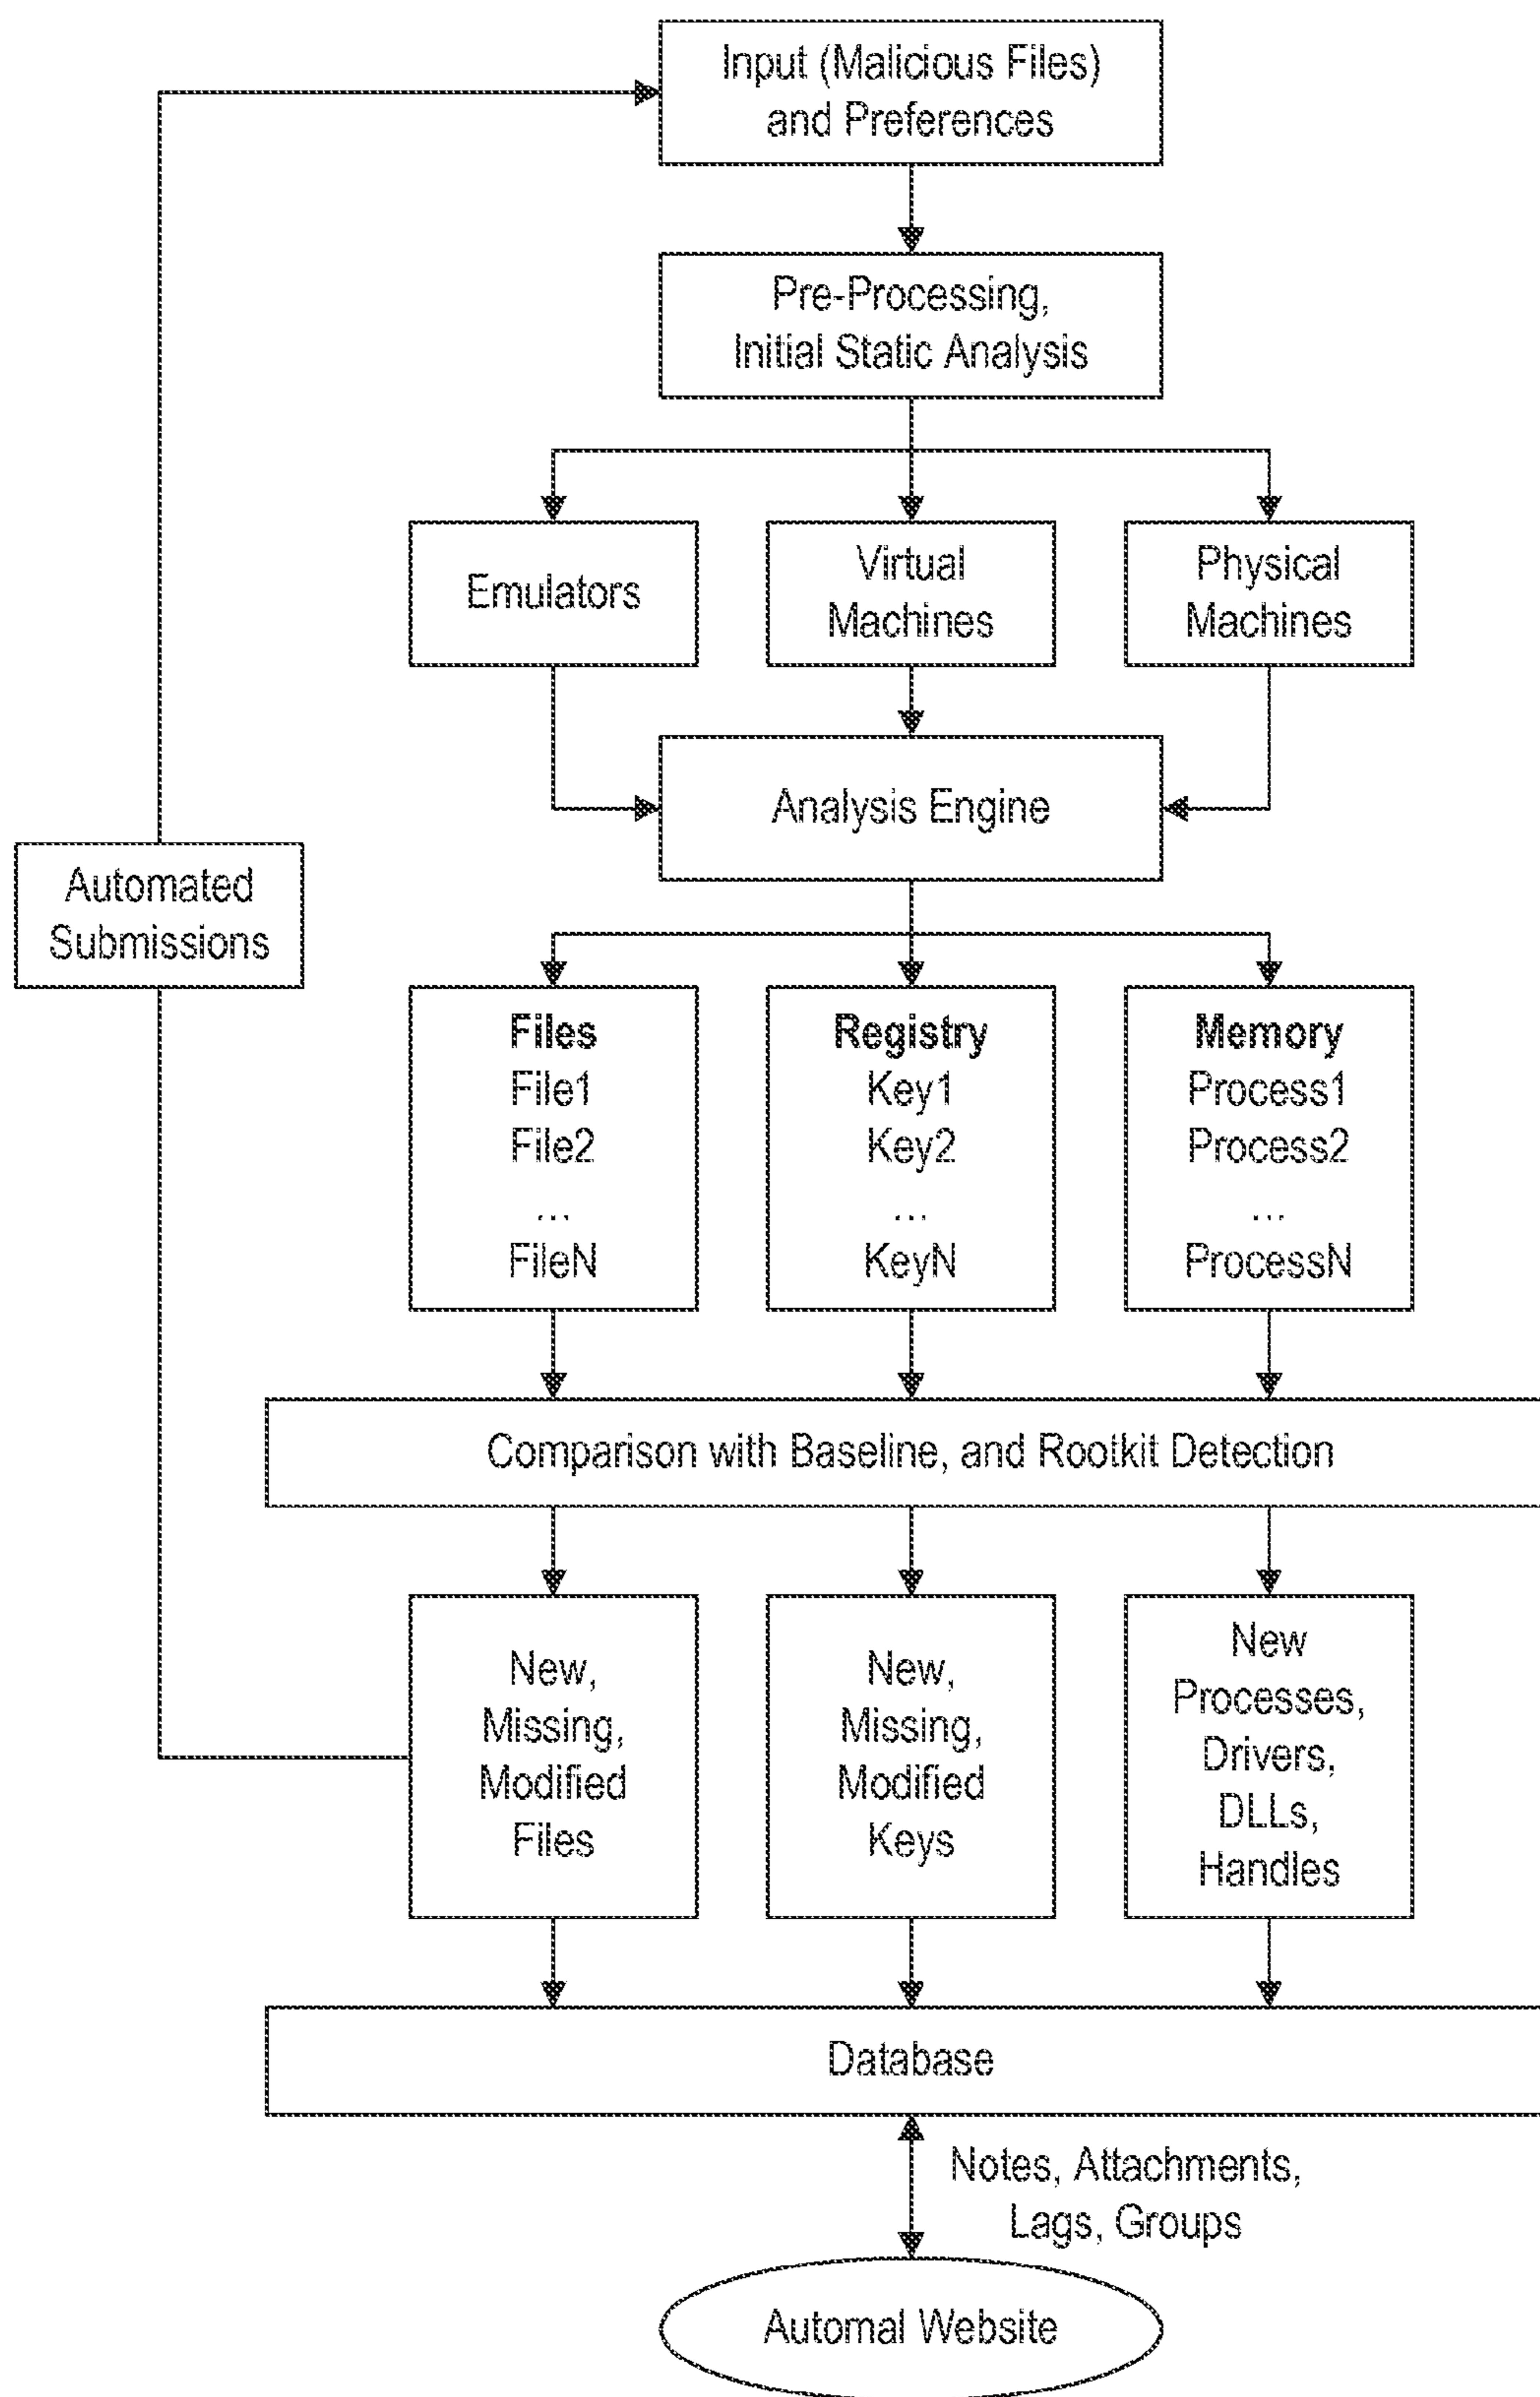 Input (Malicious Files)
and Preferences
Pre-Processing,
Initial Static Analysis
Emulators
Virtual
Machines
Physical
Machines
Analysis Engine
Automated
Submissions
Files
File1
File2
...
FileN
Registry
Key1
Key2
...
KeyN
Memory
Process1
Process2
...
ProcessN
Comparison with Baseline, and Rootkit Detection
New,
Missing,
Modified
Files
New,
Missing,
Modified
Keys
New
Processes,
Drivers,
DLLs,
Handles
Database
Notes, Attachments,
Lags, Groups
Automal Website